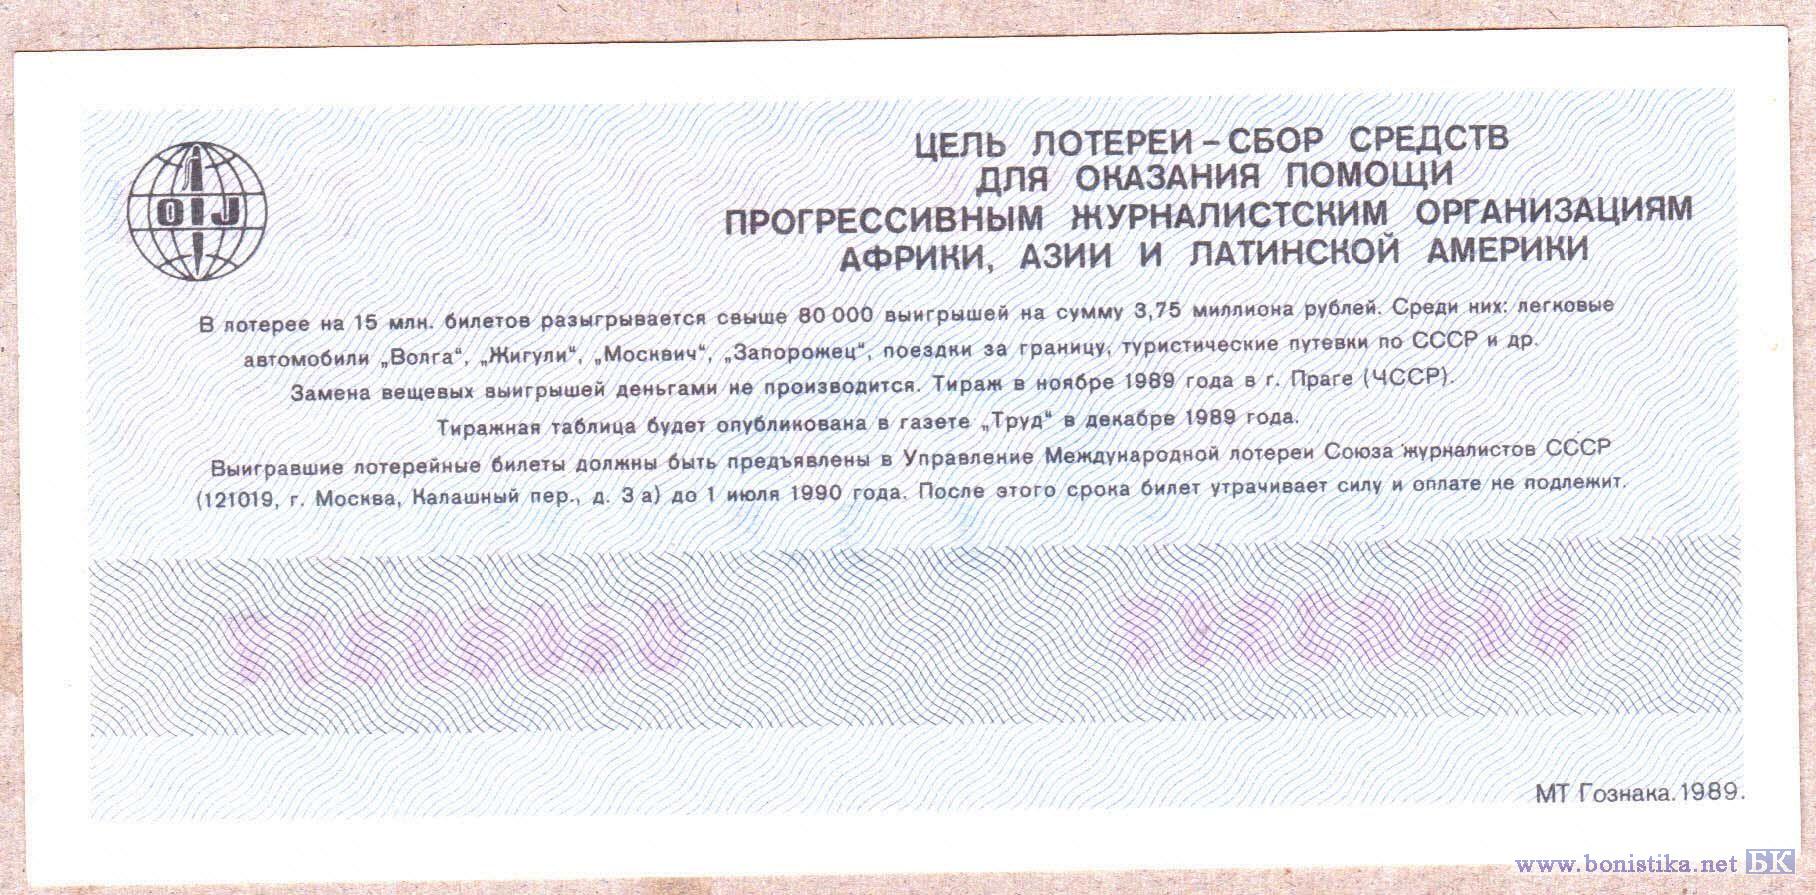 OIJ
ЦЕЛЬ ЛОТЕРЕИ – СБОР СРЕДСТВ
ДЛЯ ОКАЗАНИЯ ПОМОЩИ
ПРОГРЕССИВНЫМ ЖУРНАЛИСТСКИМ ОРГАНИЗАЦИЯМ
АФРИКИ, АЗИИ И ЛАТИНСКОЙ АМЕРИКИ
В лотерее на 15 млн. билетов разыгрывается свыше 80 000 выигрышей на сумму 3,75 миллиона рублей. Среди них: легковые
автомобили „Волга“, „Жигули“, „Москвич“, „Запорожец“, поездки за границу, туристические путевки по СССР и др.
Замена вещевых выигрышей деньгами не производится. Тираж в ноябре 1989 года в г. Праге (ЧССР).
Тиражная таблица будет опубликована в газете „Труд“ в декабре 1989 года.
Выигравшие лотерейные билеты должны быть предъявлены в Управление Международной лотереи Союза журналистов СССР
(121019, г. Москва, Калашный пер., д. 3 а) до 1 июля 1990 года. После этого срока билет утрачивает силу и оплате не подлежит.
МТ Гознака. 1989.
www.bonistika.net БК